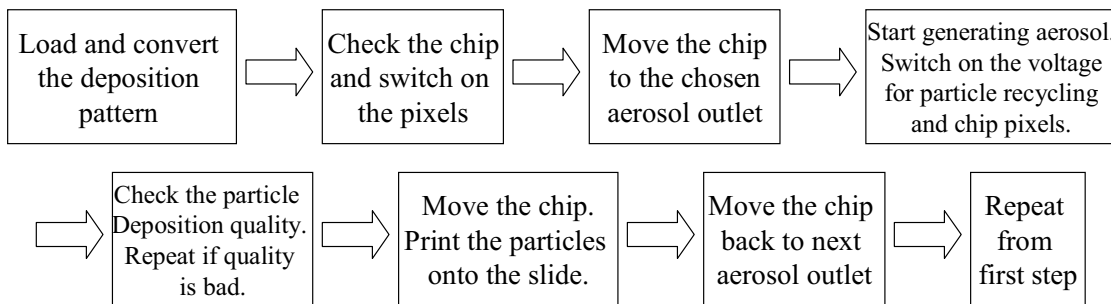 Load and convert
the deposition
pattern
Check the chip
and switch on
the pixels
Move the chip
to the chosen
aerosol outlet
Start generating aerosol.
Switch on the voltage
for particle recycling
and chip pixels.
Check the particle
Deposition quality.
Repeat if quality
is bad.
Move the chip.
Print the particles
onto the slide.
Move the chip
back to next
aerosol outlet
Repeat
from
first step